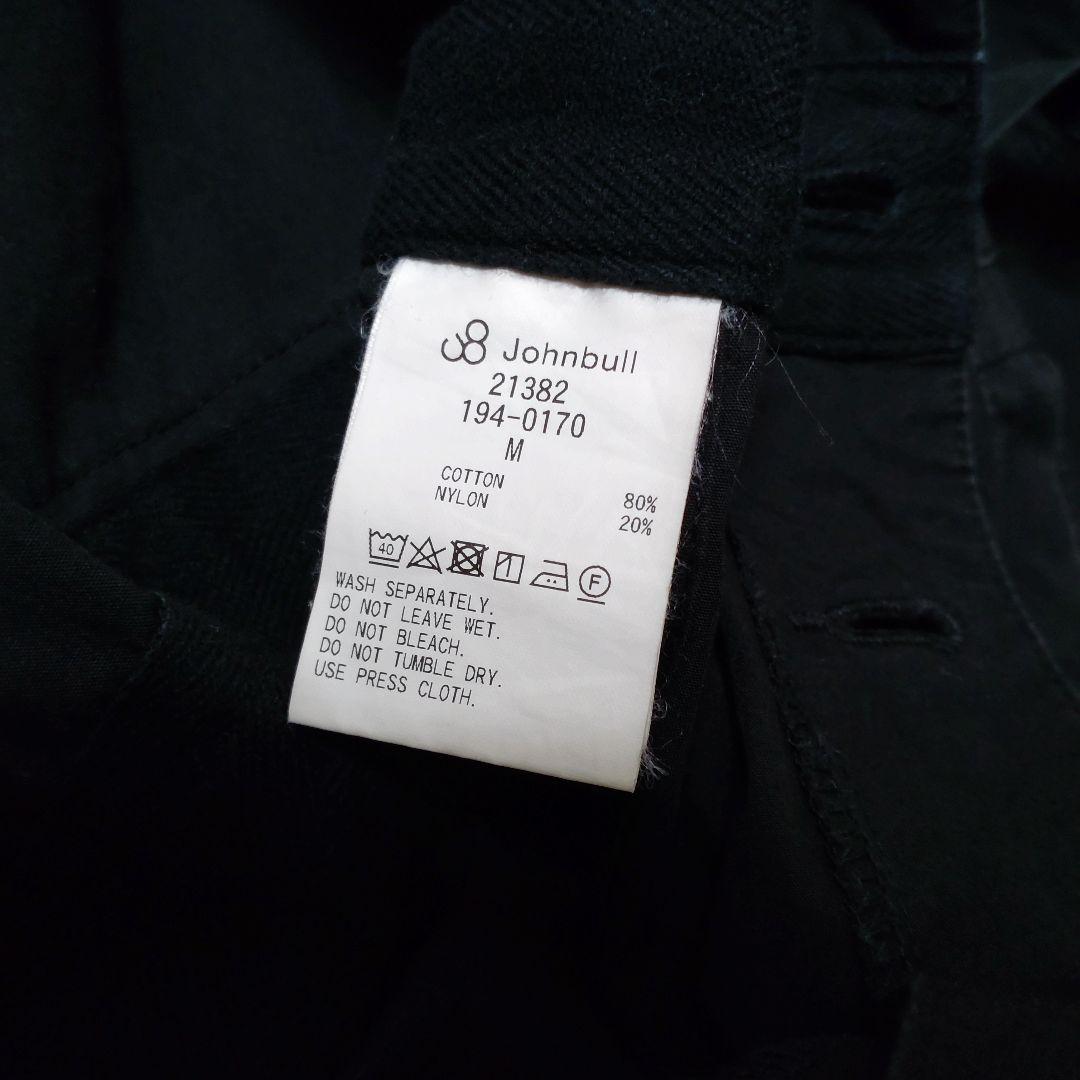 Johnbull
21382
194-0170
M
COTTON 80%
NYLON 20%
40 F
WASH SEPARATELY.
DO NOT LEAVE WET.
DO NOT BLEACH.
DO NOT TUMBLE DRY.
USE PRESS CLOTH.